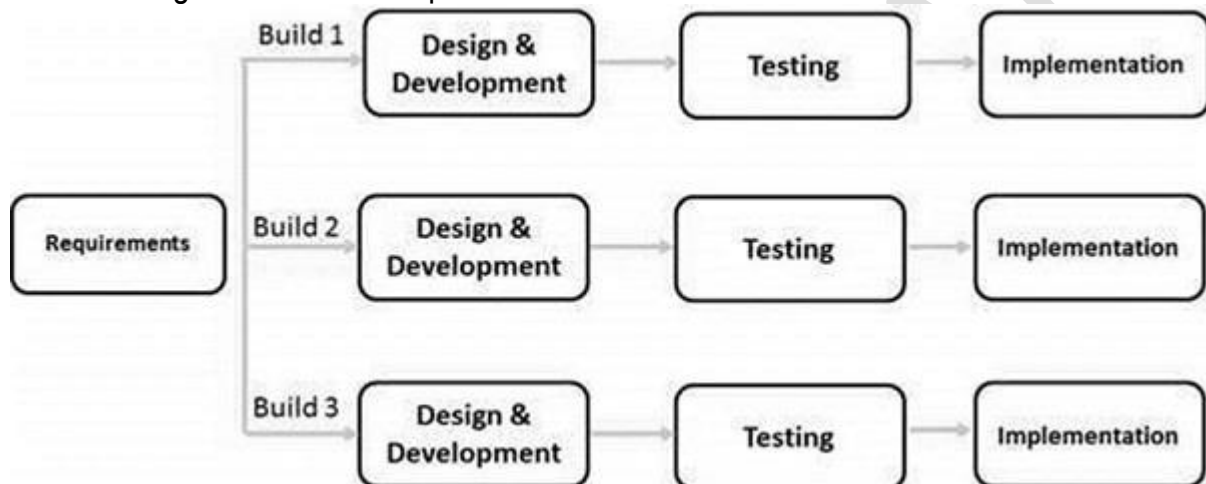 Build 1
Design &
Development
Testing
Implementation
Requirements
Build 2
Design &
Development
Testing
Implementation
Build 3
Design &
Development
Testing
Implementation